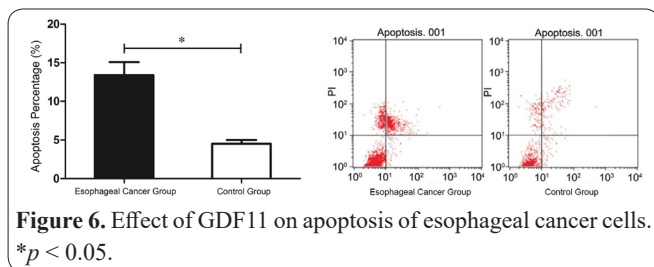 20
15
10
5
0
Apoptosis Percentage (%)
*
Esophageal Cancer Group
Control Group
Apoptosis. 001
10⁴
10³
10²
10¹
10⁰
PI
10⁰ 10¹ 10² 10³ 10⁴
Esophageal Cancer Group
Apoptosis. 001
10⁴
10³
10²
10¹
10⁰
PI
10⁰ 10¹ 10² 10³ 10⁴
Control Group
Figure 6. Effect of GDF11 on apoptosis of esophageal cancer cells.
*p < 0.05.